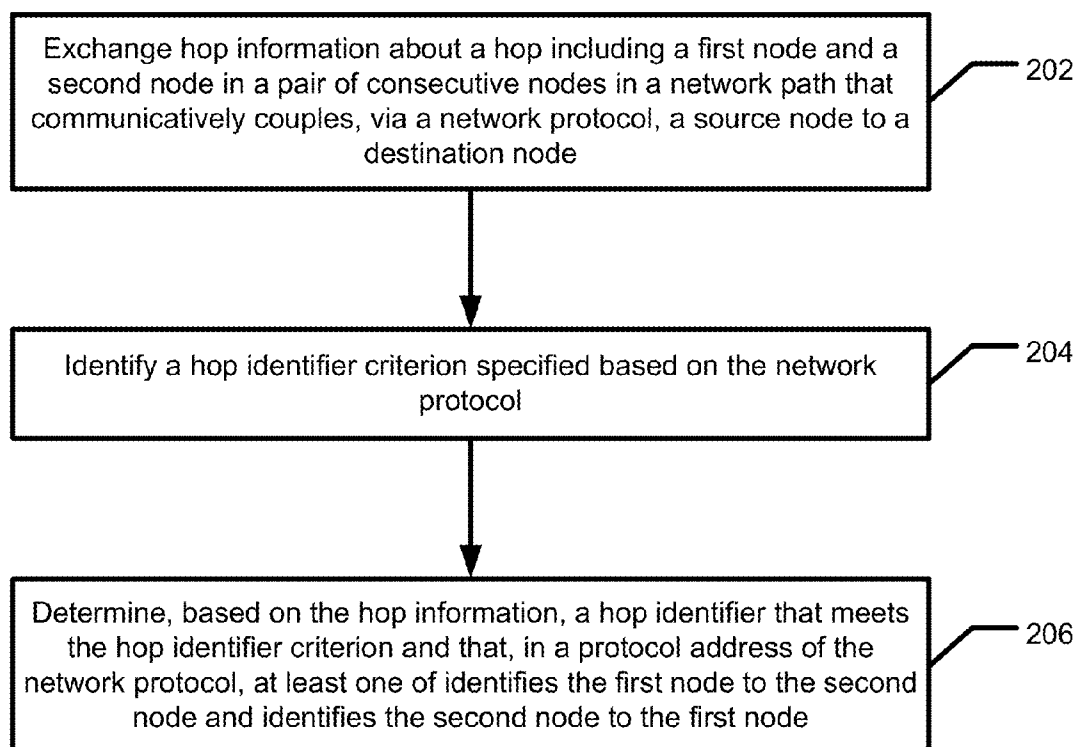 Exchange hop information about a hop including a first node and a
second node in a pair of consecutive nodes in a network path that
communicatively couples, via a network protocol, a source node to a
destination node
202
Identify a hop identifier criterion specified based on the network
protocol
204
Determine, based on the hop information, a hop identifier that meets
the hop identifier criterion and that, in a protocol address of the
network protocol, at least one of identifies the first node to the second
node and identifies the second node to the first node
206